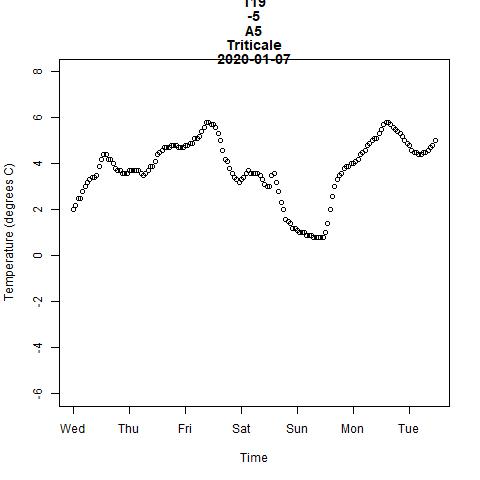 T19
-5
A5
Triticale
2020-01-07
8
6
4
2
0
-2
-4
-6
Temperature (degrees C)
Wed Thu Fri Sat Sun Mon Tue
Time